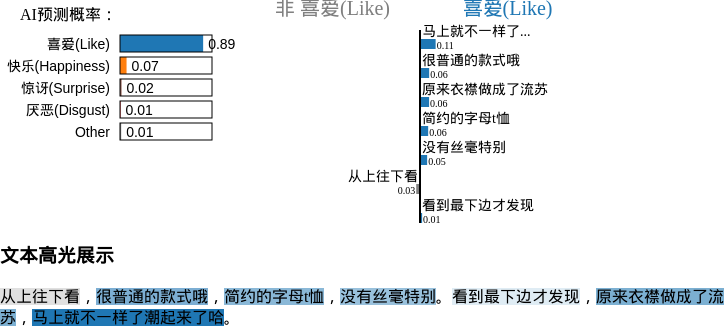 AI预测概率：
喜爱(Like) 0.89
快乐(Happiness) 0.07
惊讶(Surprise) 0.02
厌恶(Disgust) 0.01
Other 0.01
非 喜爱(Like) 喜爱(Like)
马上就不一样了...
0.11
很普通的款式哦
0.06
原来衣襟做成了流苏
0.06
简约的字母t恤
0.06
没有丝毫特别
0.05
从上往下看
0.03
看到最下边才发现
0.01
文本高光展示
从上往下看，很普通的款式哦，简约的字母t恤，没有丝毫特别。看到最下边才发现，原来衣襟做成了流
苏，马上就不一样了潮起来了哈。